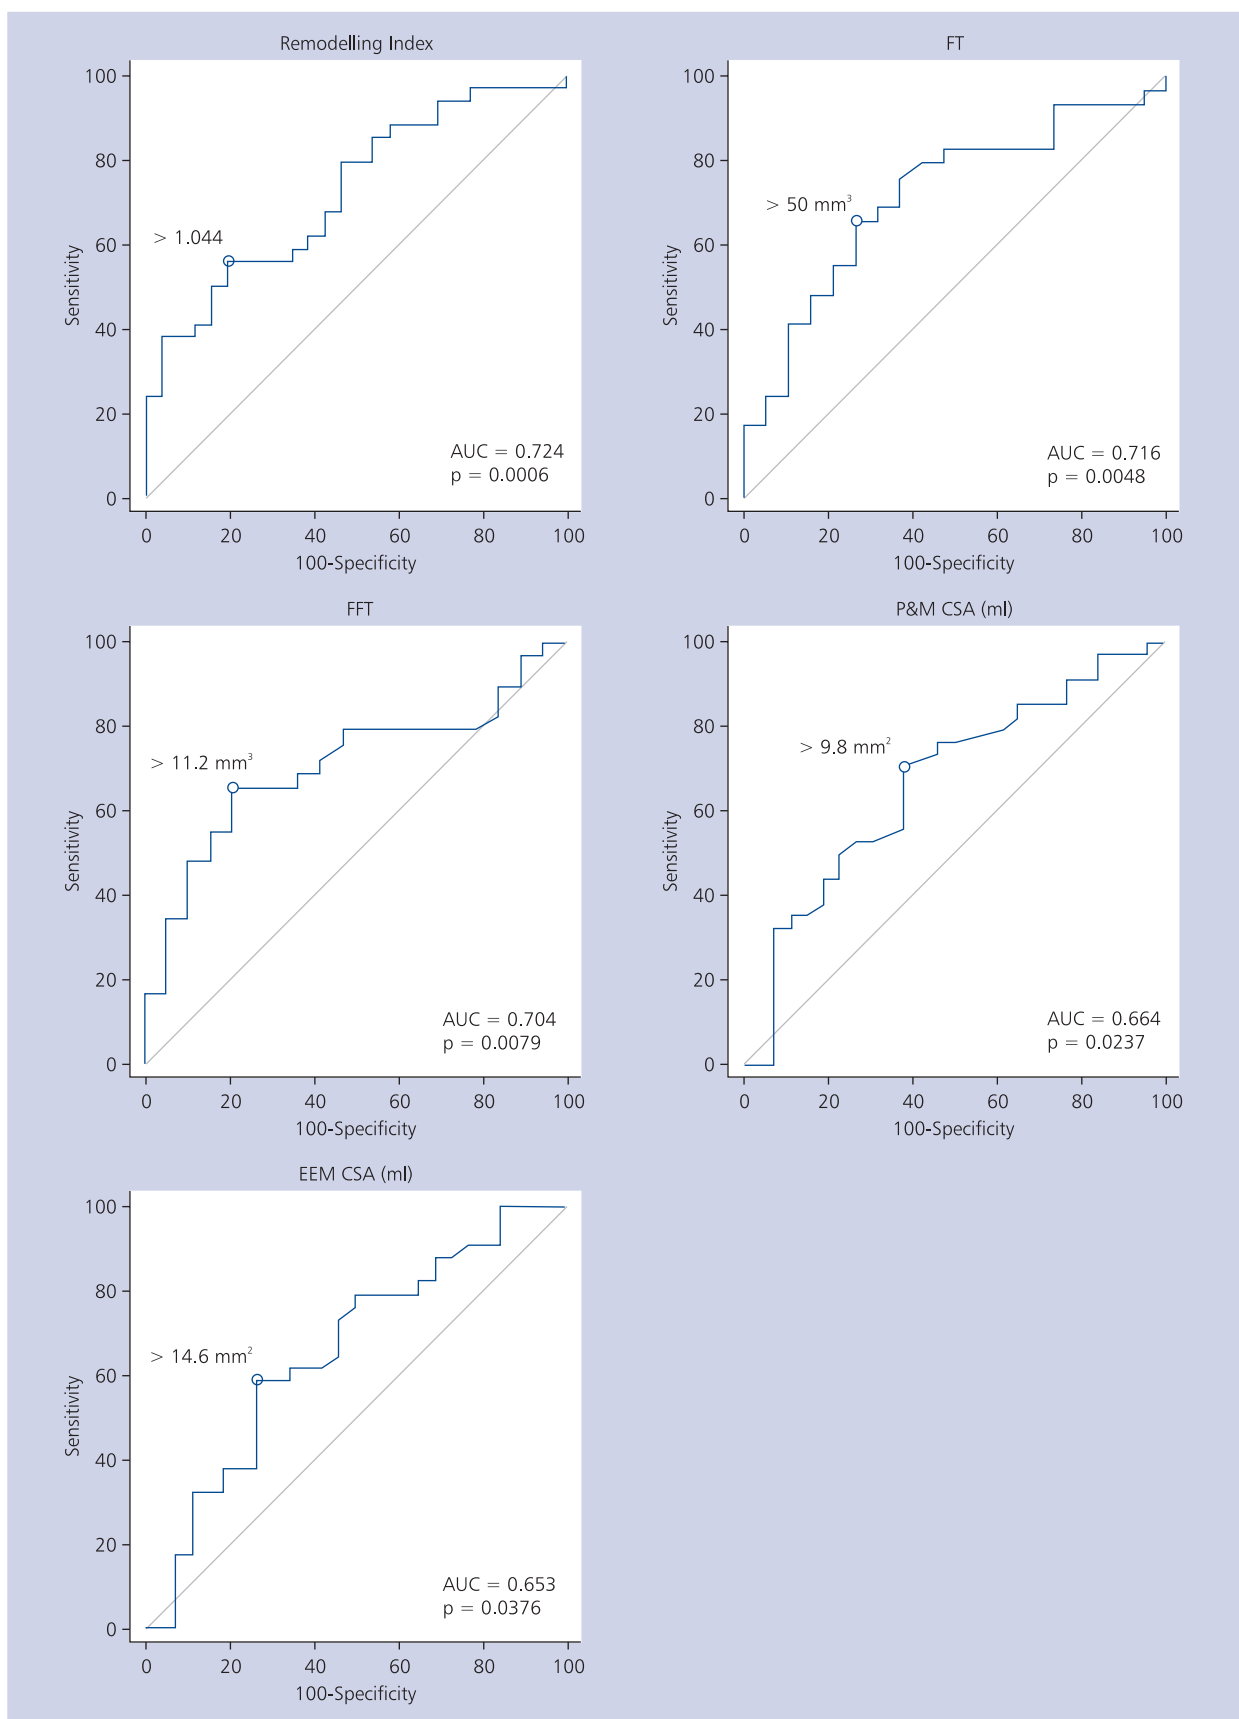 Remodelling Index
100
80
60
40
20
0
Sensitivity
> 1.044
AUC = 0.724
p = 0.0006
0 20 40 60 80 100
100-Specificity
FT
100
80
60
40
20
0
Sensitivity
> 50 mm³
AUC = 0.716
p = 0.0048
0 20 40 60 80 100
100-Specificity
FFT
100
80
60
40
20
0
Sensitivity
> 11.2 mm³
AUC = 0.704
p = 0.0079
0 20 40 60 80 100
100-Specificity
P&M CSA (ml)
100
80
60
40
20
0
Sensitivity
> 9.8 mm²
AUC = 0.664
p = 0.0237
0 20 40 60 80 100
100-Specificity
EEM CSA (ml)
100
80
60
40
20
0
Sensitivity
> 14.6 mm²
AUC = 0.653
p = 0.0376
0 20 40 60 80 100
100-Specificity